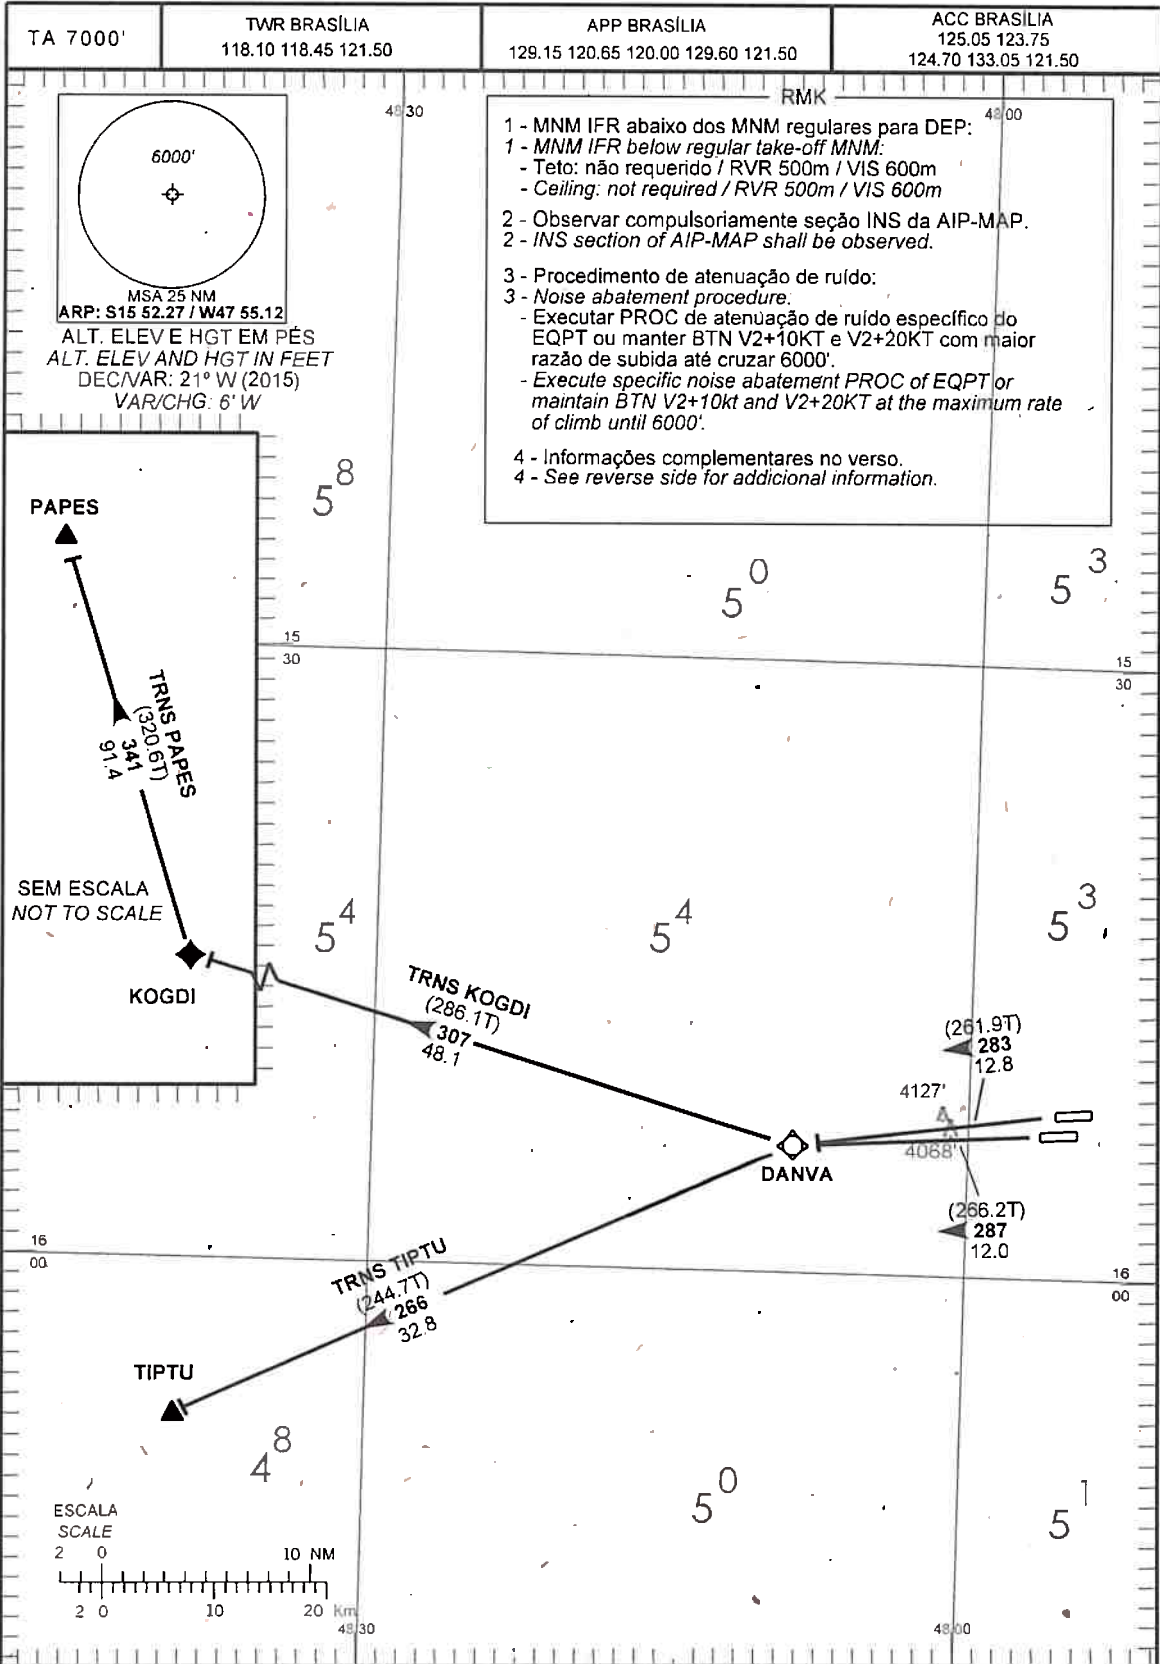 TA 7000'
TWR BRASÍLIA
118.10 118.45 121.50
APP BRASÍLIA
129.15 120.65 120.00 129.60 121.50
ACC BRASÍLIA
125.05 123.75
124.70 133.05 121.50
48 30
48 00
6000'
MSA 25 NM
ARP: S15 52.27 / W47 55.12
ALT. ELEV E HGT EM PÉS
ALT. ELEV AND HGT IN FEET
DEC/VAR: 21º W (2015)
VAR/CHG: 6' W
RMK
1 - MNM IFR abaixo dos MNM regulares para DEP:
1 - MNM IFR below regular take-off MNM:
- Teto: não requerido / RVR 500m / VIS 600m
- Ceiling: not required / RVR 500m / VIS 600m
2 - Observar compulsoriamente seção INS da AIP-MAP.
2 - INS section of AIP-MAP shall be observed.
3 - Procedimento de atenuação de ruído:
3 - Noise abatement procedure.
- Executar PROC de atenuação de ruído específico do
EQPT ou manter BTN V2+10KT e V2+20KT com maior
razão de subida até cruzar 6000'.
- Execute specific noise abatement PROC of EQPT or
maintain BTN V2+10kt and V2+20KT at the maximum rate
of climb until 6000'.
4 - Informações complementares no verso.
4 - See reverse side for addicional information.
PAPES
5 8
5 0
5 3
15
30
15
30
TRNS PAPES
(320.6T)
341
91.4
SEM ESCALA
NOT TO SCALE
KOGDI
5 4
5 4
5 3
TRNS KOGDI
(286.1T)
307
48.1
(261.9T)
283
12.8
4127'
4068'
DANVA
(266.2T)
287
12.0
16
00
16
00
TRNS TIPTU
(244.7T)
266
32.8
TIPTU
4 8
5 0
5 1
ESCALA
SCALE
2 0 10 NM
2 0 10 20 Km
48 30
48 00